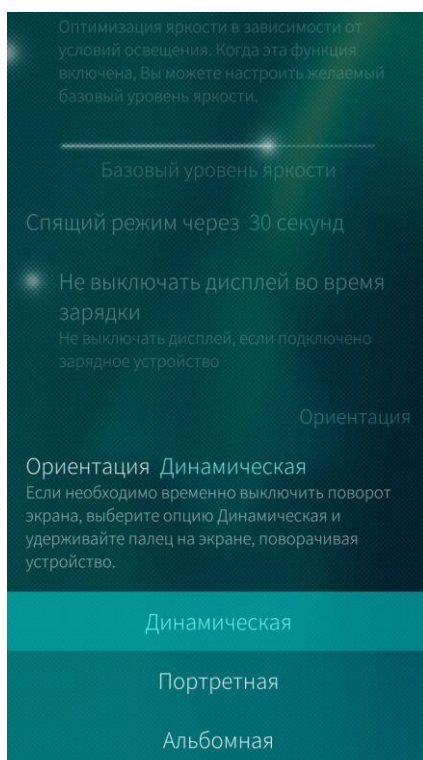 Оптимизация яркости в зависимости от
условий освещения. Когда эта функция
включена, Вы можете настроить желаемый
базовый уровень яркости.
Базовый уровень яркости
Спящий режим через 30 секунд
Не выключать дисплей во время
зарядки
Не выключать дисплей, если подключено
зарядное устройство
Ориентация
Ориентация Динамическая
Если необходимо временно выключить поворот
экрана, выберите опцию Динамическая и
удерживайте палец на экране, поворачивая
устройство.
Динамическая
Портретная
Альбомная